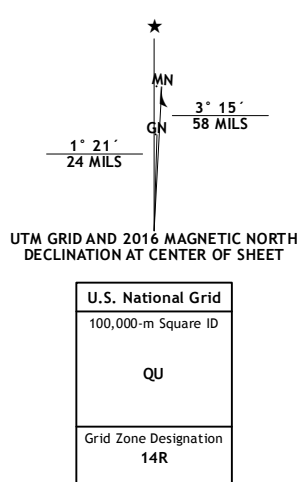 ★
MN
GN
3° 15´
58 MILS
1° 21´
24 MILS
UTM GRID AND 2016 MAGNETIC NORTH
DECLINATION AT CENTER OF SHEET
U.S. National Grid
100,000-m Square ID
QU
Grid Zone Designation
14R